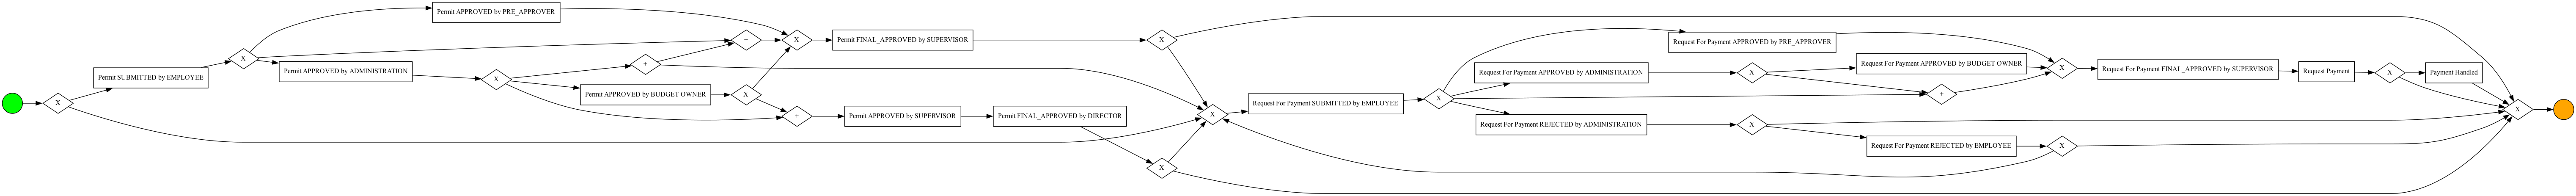 X
Permit SUBMITTED by EMPLOYEE
X
Permit APPROVED by PRE_APPROVER
Permit APPROVED by ADMINISTRATION
X
+
Permit APPROVED by BUDGET OWNER
+
X
X
+
Permit FINAL_APPROVED by SUPERVISOR
Permit APPROVED by SUPERVISOR
Permit FINAL_APPROVED by DIRECTOR
X
X
X
Request For Payment SUBMITTED by EMPLOYEE
X
Request For Payment APPROVED by PRE_APPROVER
Request For Payment APPROVED by ADMINISTRATION
Request For Payment REJECTED by ADMINISTRATION
X
X
Request For Payment APPROVED by BUDGET OWNER
+
Request For Payment REJECTED by EMPLOYEE
X
X
Request For Payment FINAL_APPROVED by SUPERVISOR
Request Payment
X
Payment Handled
X